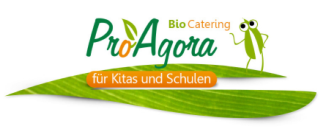 Bio Catering
ProAgora
für Kitas und Schulen